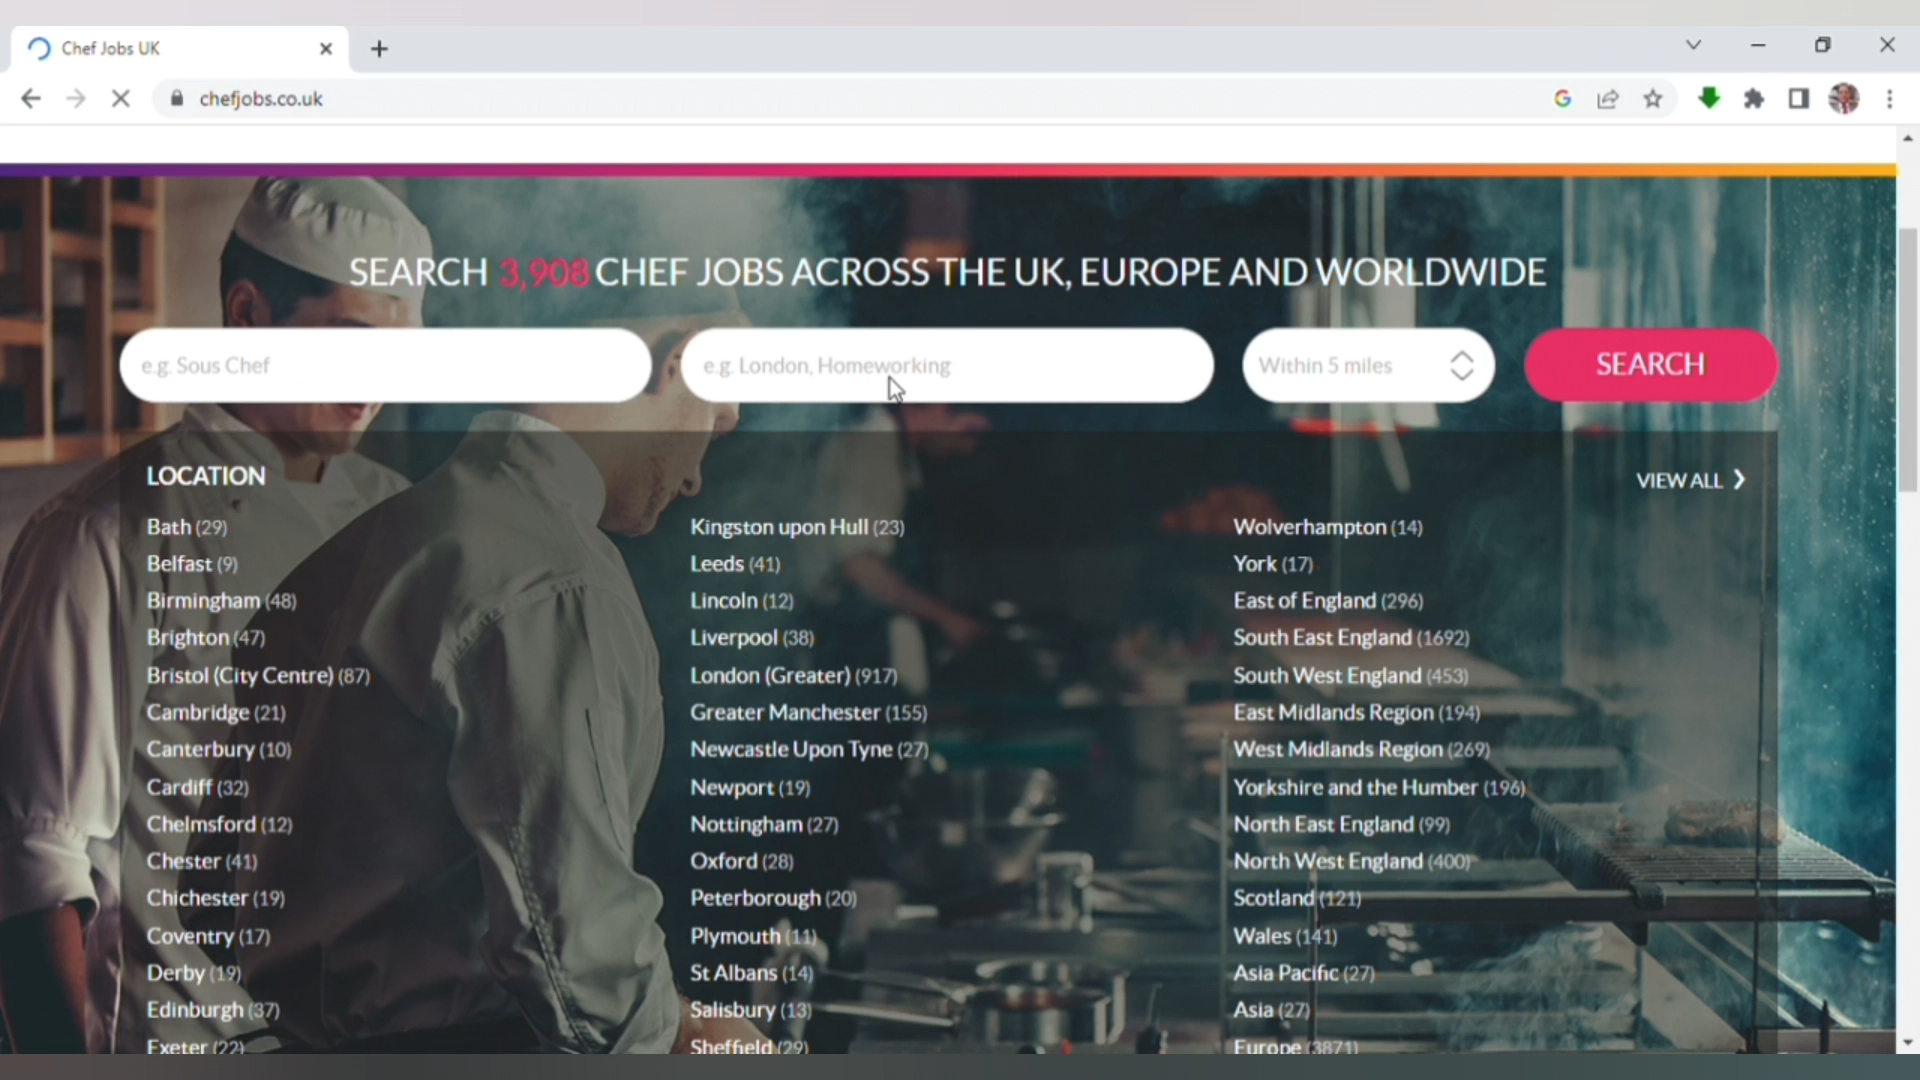 Chef Jobs UK
chefjobs.co.uk
SEARCH 3,908 CHEF JOBS ACROSS THE UK, EUROPE AND WORLDWIDE
e.g. Sous Chef
e.g. London, Homeworking
Within 5 miles
SEARCH
LOCATION
VIEW ALL
Bath (29)
Belfast (9)
Birmingham (48)
Brighton (47)
Bristol (City Centre) (87)
Cambridge (21)
Canterbury (10)
Cardiff (32)
Chelmsford (12)
Chester (41)
Chichester (19)
Coventry (17)
Derby (19)
Edinburgh (37)
Exeter (22)
Kingston upon Hull (23)
Leeds (41)
Lincoln (12)
Liverpool (38)
London (Greater) (917)
Greater Manchester (155)
Newcastle Upon Tyne (27)
Newport (19)
Nottingham (27)
Oxford (28)
Peterborough (20)
Plymouth (11)
St Albans (14)
Salisbury (13)
Sheffield (29)
Wolverhampton (14)
York (17)
East of England (296)
South East England (1692)
South West England (453)
East Midlands Region (194)
West Midlands Region (269)
Yorkshire and the Humber (196)
North East England (99)
North West England (400)
Scotland (121)
Wales (141)
Asia Pacific (27)
Asia (27)
Europe (3871)